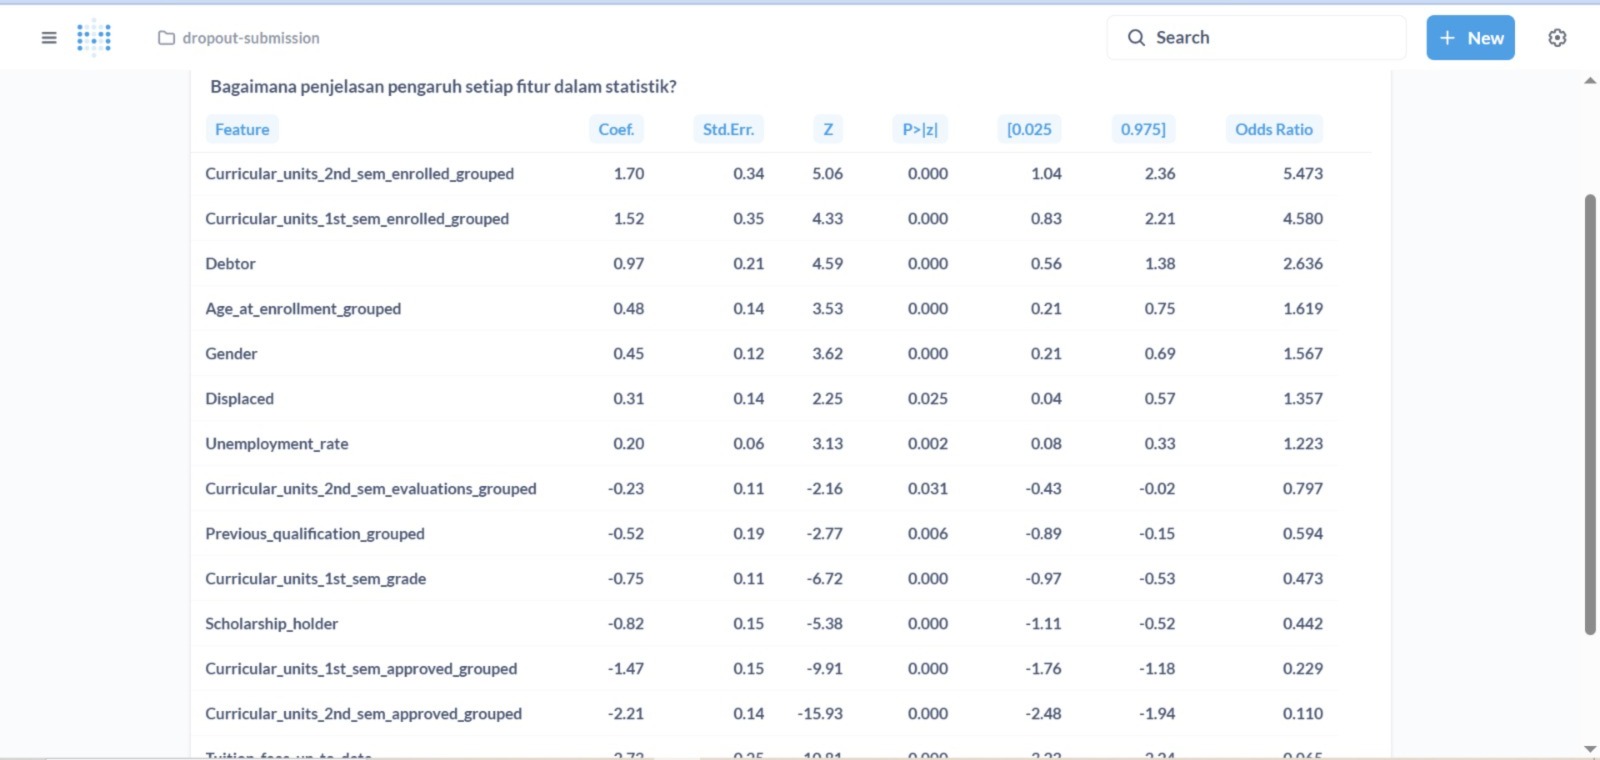 dropout-submission
Search
+ New
Bagaimana penjelasan pengaruh setiap fitur dalam statistik?
Feature Coef. Std.Err. Z P>|z| [0.025 0.975] Odds Ratio
Curricular_units_2nd_sem_enrolled_grouped 1.70 0.34 5.06 0.000 1.04 2.36 5.473
Curricular_units_1st_sem_enrolled_grouped 1.52 0.35 4.33 0.000 0.83 2.21 4.580
Debtor 0.97 0.21 4.59 0.000 0.56 1.38 2.636
Age_at_enrollment_grouped 0.48 0.14 3.53 0.000 0.21 0.75 1.619
Gender 0.45 0.12 3.62 0.000 0.21 0.69 1.567
Displaced 0.31 0.14 2.25 0.025 0.04 0.57 1.357
Unemployment_rate 0.20 0.06 3.13 0.002 0.08 0.33 1.223
Curricular_units_2nd_sem_evaluations_grouped -0.23 0.11 -2.16 0.031 -0.43 -0.02 0.797
Previous_qualification_grouped -0.52 0.19 -2.77 0.006 -0.89 -0.15 0.594
Curricular_units_1st_sem_grade -0.75 0.11 -6.72 0.000 -0.97 -0.53 0.473
Scholarship_holder -0.82 0.15 -5.38 0.000 -1.11 -0.52 0.442
Curricular_units_1st_sem_approved_grouped -1.47 0.15 -9.91 0.000 -1.76 -1.18 0.229
Curricular_units_2nd_sem_approved_grouped -2.21 0.14 -15.93 0.000 -2.48 -1.94 0.110